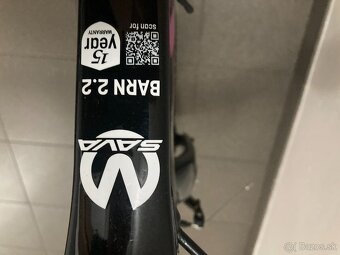 SAVA
BARN 2.2
15
year
WARRANTY
Scan for
Bazos.sk